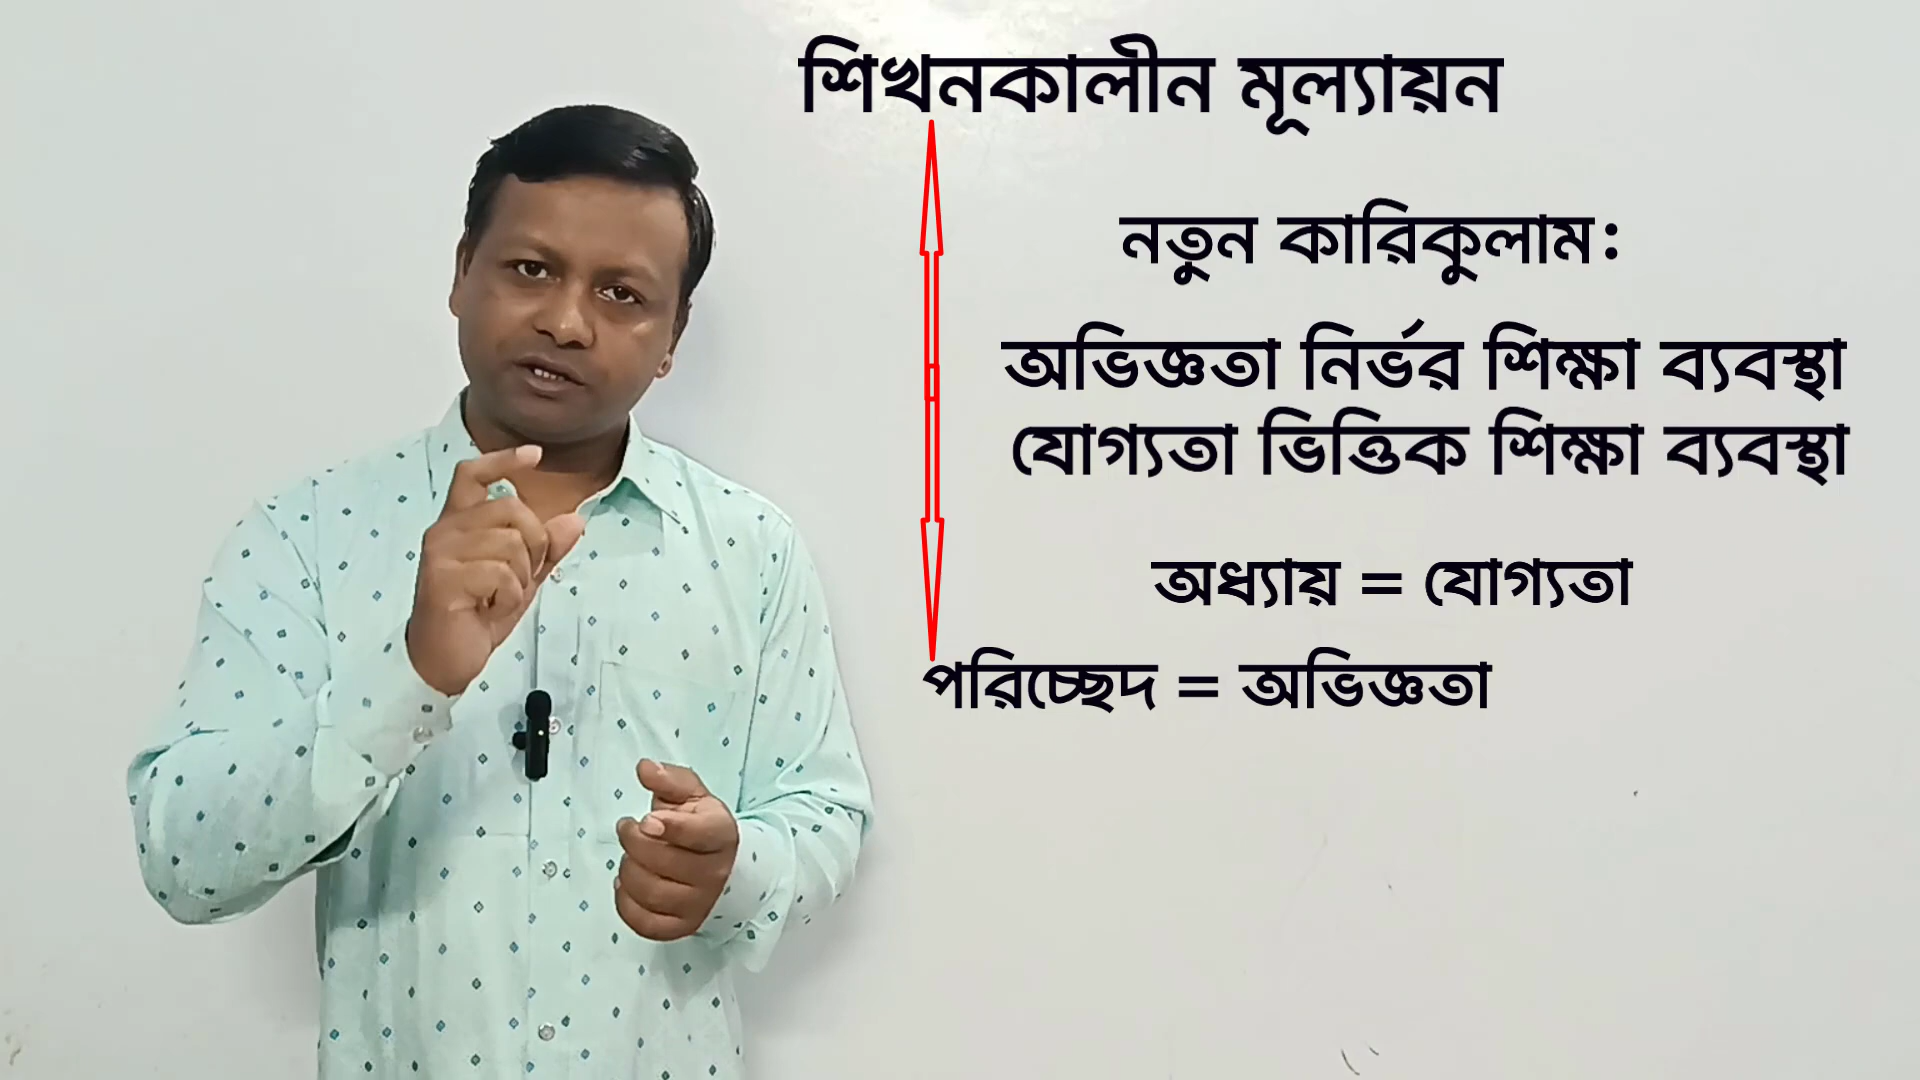 শিখনকালীন মূল্যায়ন
নতুন কারিকুলাম:
অভিজ্ঞতা নির্ভর শিক্ষা ব্যবস্থা
যোগ্যতা ভিত্তিক শিক্ষা ব্যবস্থা
অধ্যায় = যোগ্যতা
পরিচ্ছেদ = অভিজ্ঞতা